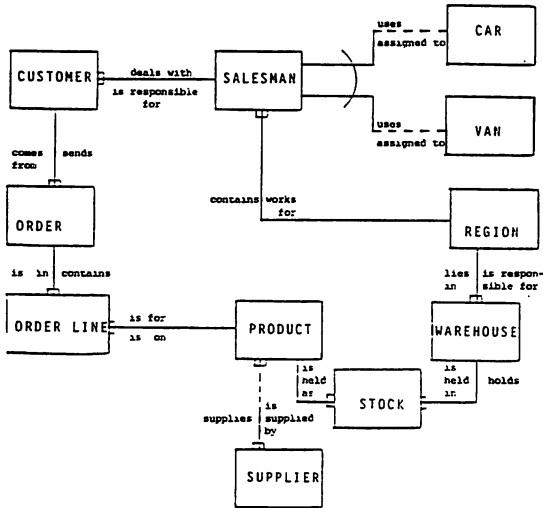 uses
assigned to
CAR
CUSTOMER
deals with
is responsible
for
SALESMAN
uses
assigned to
VAN
comes
from
sends
contains
works
for
ORDER
REGION
is in
contains
lies
in
is respon-
sible for
ORDER LINE
is for
is on
PRODUCT
WAREHOUSE
is
held
as
is
held
in
holds
STOCK
supplies
is
supplied
by
SUPPLIER